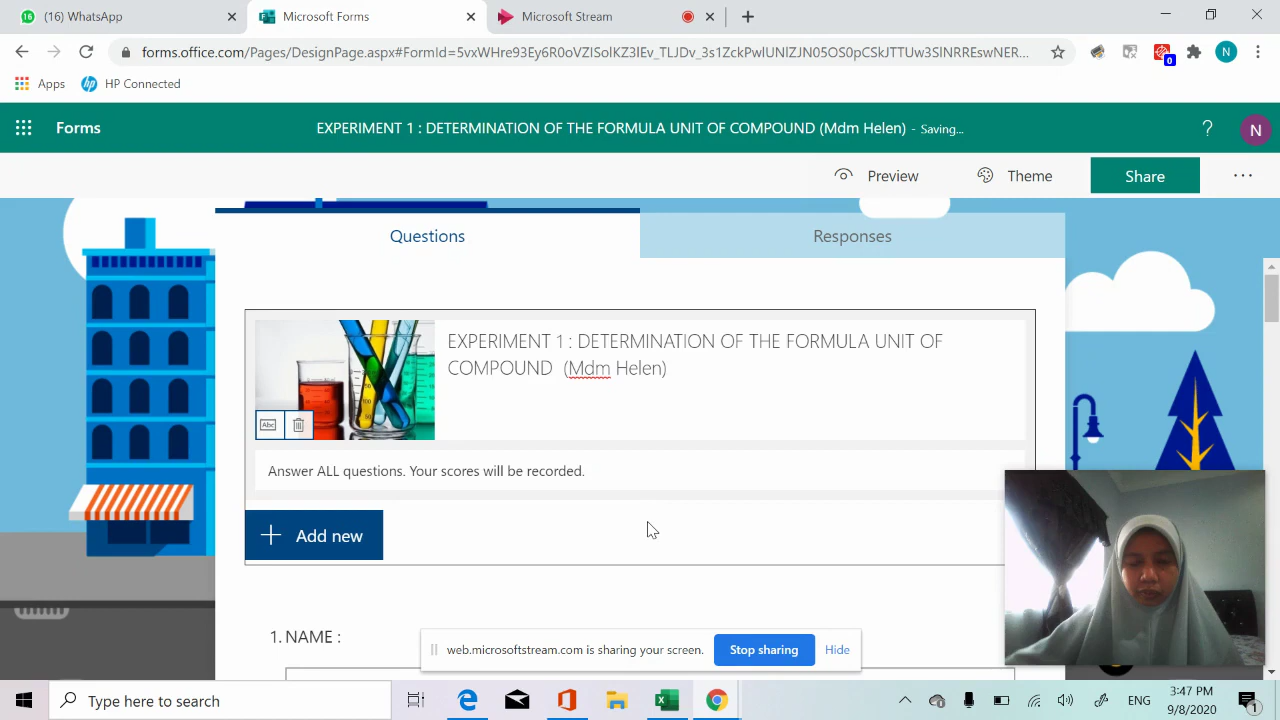 (16) WhatsApp
Microsoft Forms
Microsoft Stream
forms.office.com/Pages/DesignPage.aspx#FormId=5vxWHre93Ey6R0oVZISolKZ3IEv_TLJDv_3s1ZckPwlUNlZJN05OS0pCSkJTTUw3SlNRREswNER...
0
N
Apps
HP Connected
Forms
EXPERIMENT 1 : DETERMINATION OF THE FORMULA UNIT OF COMPOUND (Mdm Helen) - Saving...
?
N
Preview
Theme
Share
...
Questions
Responses
EXPERIMENT 1 : DETERMINATION OF THE FORMULA UNIT OF
COMPOUND (Mdm Helen)
Abc
Answer ALL questions. Your scores will be recorded.
Add new
1. NAME :
web.microsoftstream.com is sharing your screen.
Stop sharing
Hide
Type here to search
ENG
3:47 PM
9/8/2020
1